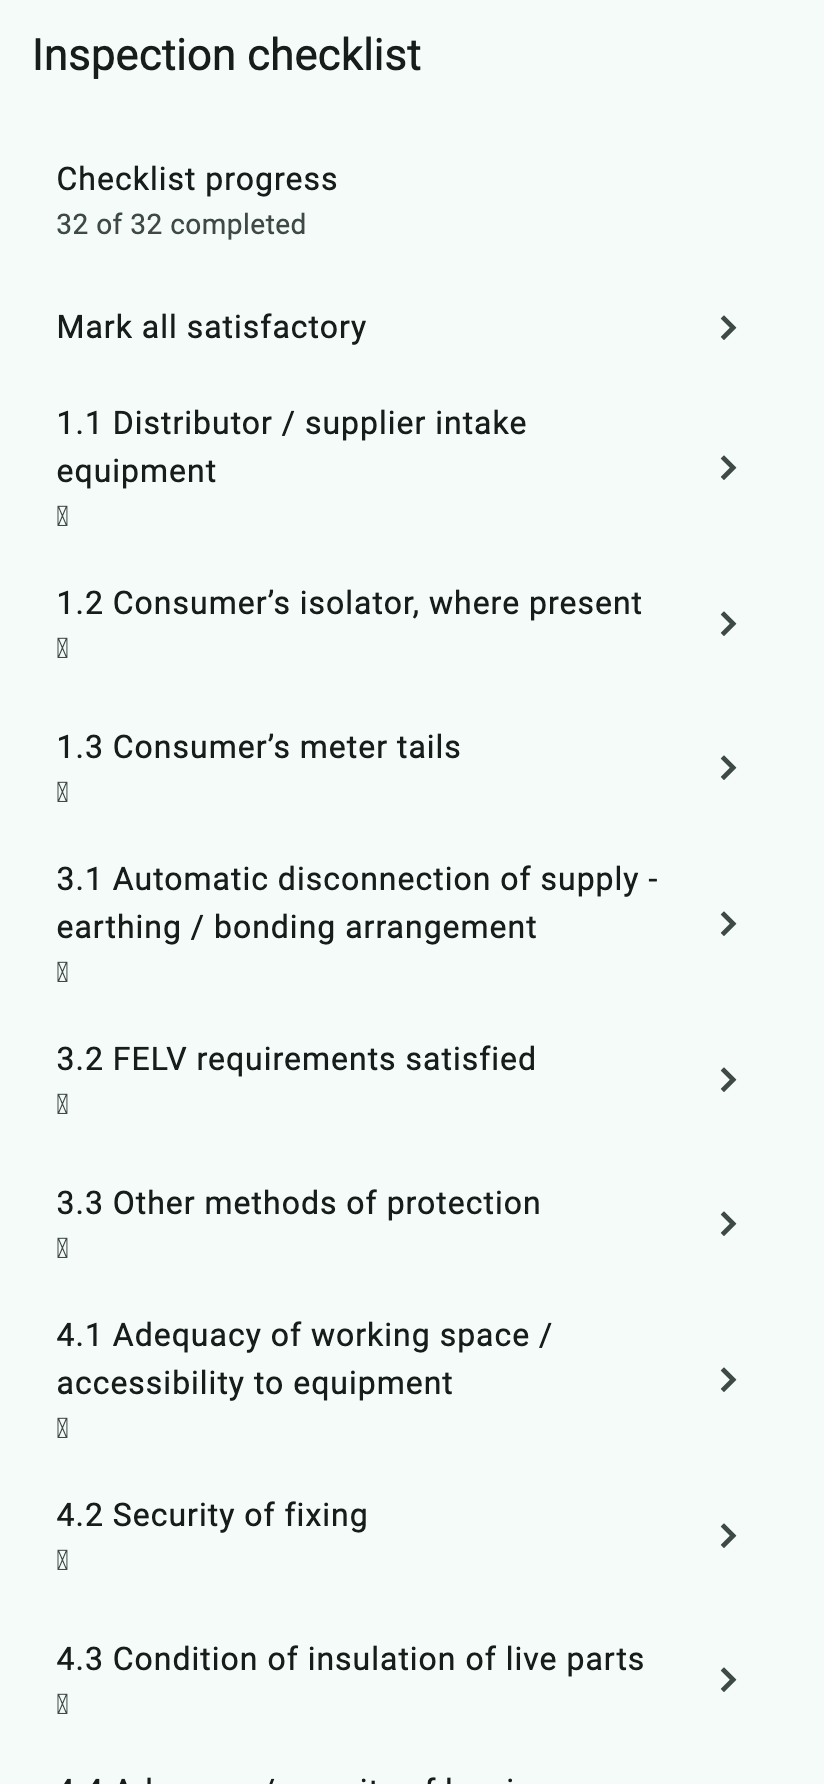 Inspection checklist
Checklist progress
32 of 32 completed
Mark all satisfactory
1.1 Distributor / supplier intake
equipment
1.2 Consumer’s isolator, where present
1.3 Consumer’s meter tails
3.1 Automatic disconnection of supply -
earthing / bonding arrangement
3.2 FELV requirements satisfied
3.3 Other methods of protection
4.1 Adequacy of working space /
accessibility to equipment
4.2 Security of fixing
4.3 Condition of insulation of live parts